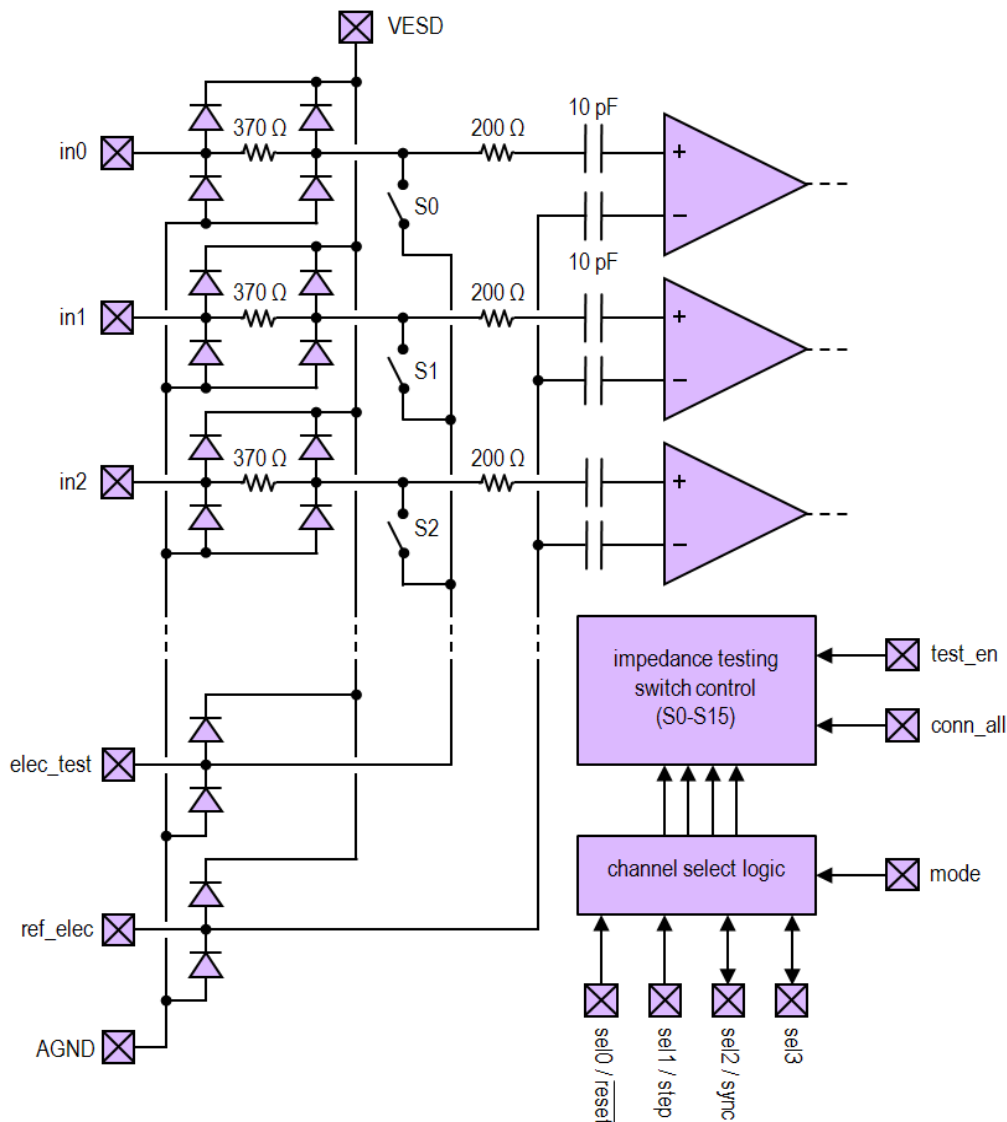 VESD
10 pF
in0
370 Ω
200 Ω
+
−
S0
10 pF
in1
370 Ω
200 Ω
+
−
S1
in2
370 Ω
200 Ω
+
−
S2
impedance testing
switch control
(S0-S15)
test_en
conn_all
elec_test
channel select logic
mode
ref_elec
AGND
sel0 / reset
sel1 / step
sel2 / sync
sel3